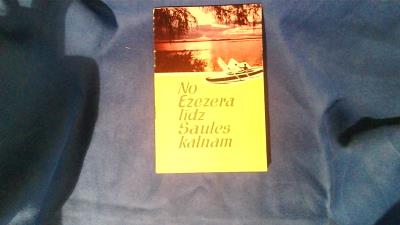 No
Ezezera
līdz
Saules
kalnam